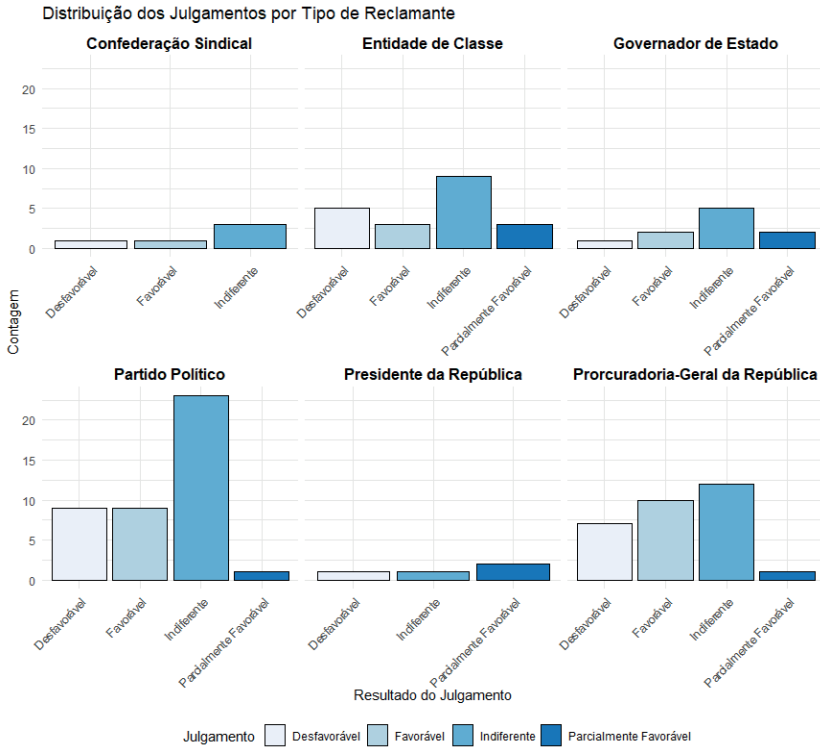 Distribuição dos Julgamentos por Tipo de Reclamante
Confederação Sindical
Entidade de Classe
Governador de Estado
20
15
10
5
0
Desfavorável
Favorável
Indiferente
Desfavorável
Favorável
Indiferente
Parcialmente Favorável
Desfavorável
Favorável
Indiferente
Parcialmente Favorável
Contagem
Partido Político
Presidente da República
Prorcuradoria-Geral da República
20
15
10
5
0
Desfavorável
Favorável
Indiferente
Parcialmente Favorável
Desfavorável
Indiferente
Parcialmente Favorável
Desfavorável
Favorável
Indiferente
Parcialmente Favorável
Resultado do Julgamento
Julgamento Desfavorável Favorável Indiferente Parcialmente Favorável